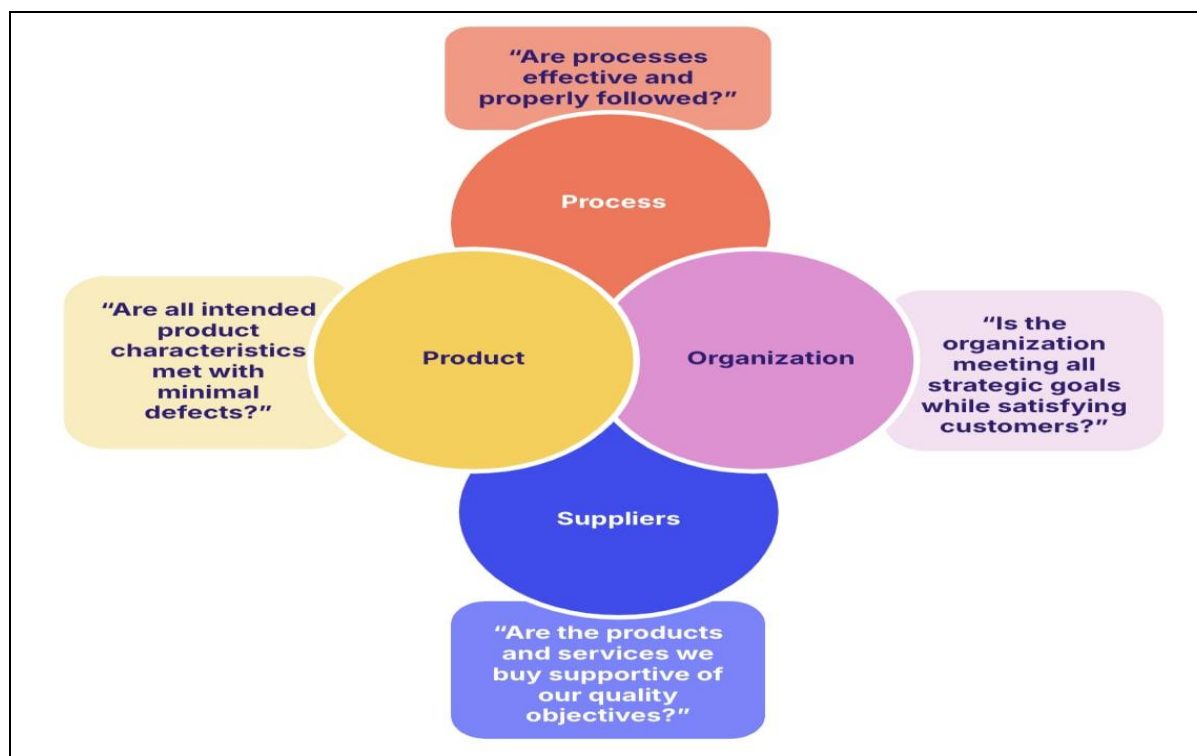 “Are processes
effective and
properly followed?”
Process
“Are all intended
product
characteristics
met with
minimal
defects?”
Product
Organization
“Is the
organization
meeting all
strategic goals
while satisfying
customers?”
Suppliers
“Are the products
and services we
buy supportive of
our quality
objectives?”